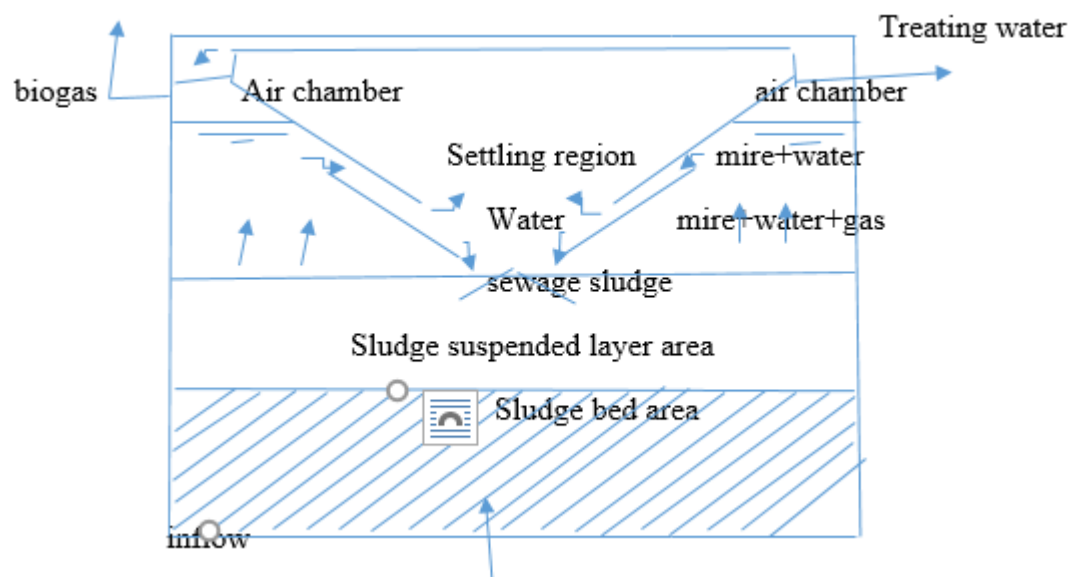 Treating water
biogas
Air chamber
air chamber
Settling region
mire+water
Water
mire+water+gas
sewage sludge
Sludge suspended layer area
Sludge bed area
inflow